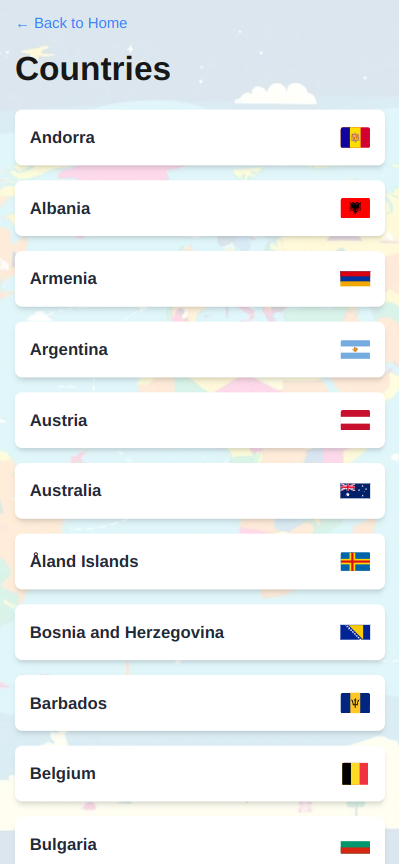 ← Back to Home
Countries
Andorra
Albania
Armenia
Argentina
Austria
Australia
Åland Islands
Bosnia and Herzegovina
Barbados
Belgium
Bulgaria